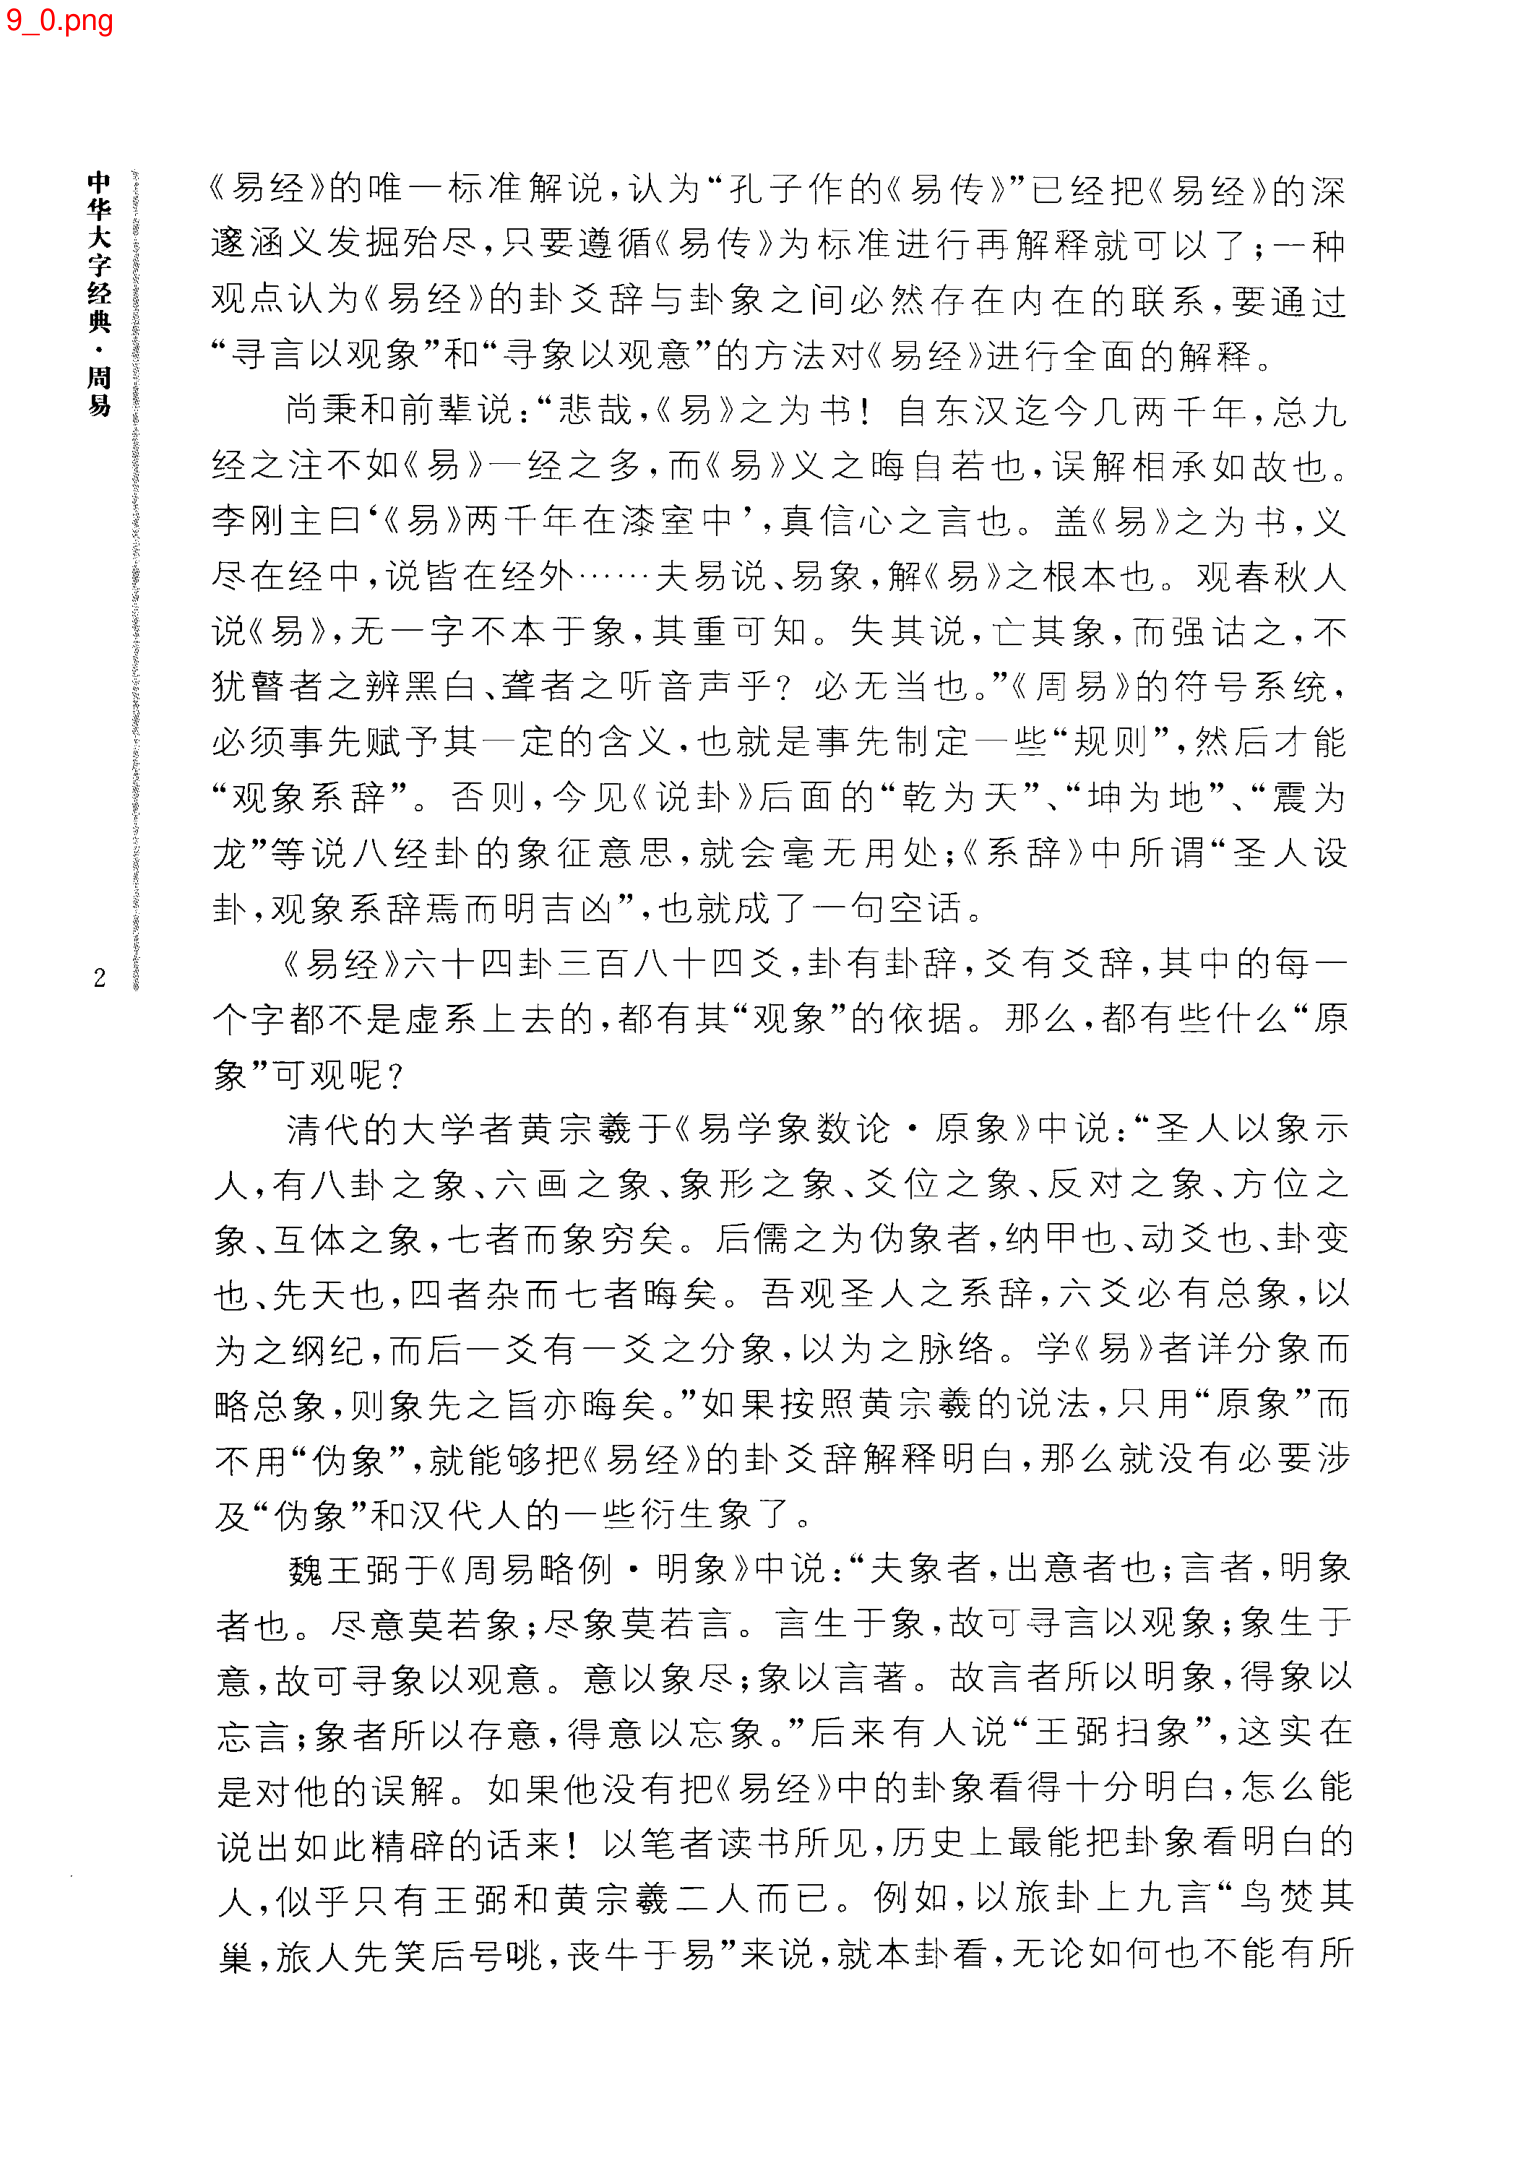 9_0.png
中华大字经典·周易
2
《易经》的唯一标准解说,认为“孔子作的《易传》”已经把《易经》的深
邃涵义发掘殆尽,只要遵循《易传》为标准进行再解释就可以了;一种
观点认为《易经》的卦爻辞与卦象之间必然存在内在的联系,要通过
“寻言以观象”和“寻象以观意”的方法对《易经》进行全面的解释。
尚秉和前辈说:“悲哉,《易》之为书!自东汉迄今几两千年,总九
经之注不如《易》一经之多,而《易》义之晦自若也,误解相承如故也。
李刚主曰‘《易》两千年在漆室中’,真信心之言也。盖《易》之为书,义
尽在经中,说皆在经外……夫易说、易象,解《易》之根本也。观春秋人
说《易》,无一字不本于象,其重可知。失其说,亡其象,而强诂之,不
犹瞽者之辨黑白、聋者之听音声乎?必无当也。”《周易》的符号系统,
必须事先赋予其一定的含义,也就是事先制定一些“规则”,然后才能
“观象系辞”。否则,今见《说卦》后面的“乾为天”、“坤为地”、“震为
龙”等说八经卦的象征意思,就会毫无用处;《系辞》中所谓“圣人设
卦,观象系辞焉而明吉凶”,也就成了一句空话。
《易经》六十四卦三百八十四爻,卦有卦辞,爻有爻辞,其中的每一
个字都不是虚系上去的,都有其“观象”的依据。那么,都有些什么“原
象”可观呢?
清代的大学者黄宗羲于《易学象数论·原象》中说:“圣人以象示
人,有八卦之象、六画之象、象形之象、爻位之象、反对之象、方位之
象、互体之象,七者而象穷矣。后儒之为伪象者,纳甲也、动爻也、卦变
也、先天也,四者杂而七者晦矣。吾观圣人之系辞,六爻必有总象,以
为之纲纪,而后一爻有一爻之分象,以为之脉络。学《易》者详分象而
略总象,则象先之旨亦晦矣。”如果按照黄宗羲的说法,只用“原象”而
不用“伪象”,就能够把《易经》的卦爻辞解释明白,那么就没有必要涉
及“伪象”和汉代人的一些衍生象了。
魏王弼于《周易略例·明象》中说:“夫象者,出意者也;言者,明象
者也。尽意莫若象;尽象莫若言。言生于象,故可寻言以观象;象生于
意,故可寻象以观意。意以象尽;象以言著。故言者所以明象,得象以
忘言;象者所以存意,得意以忘象。”后来有人说“王弼扫象”,这实在
是对他的误解。如果他没有把《易经》中的卦象看得十分明白,怎么能
说出如此精辟的话来!以笔者读书所见,历史上最能把卦象看明白的
人,似乎只有王弼和黄宗羲二人而已。例如,以旅卦上九言“鸟焚其
巢,旅人先笑后号咷,丧牛于易”来说,就本卦看,无论如何也不能有所